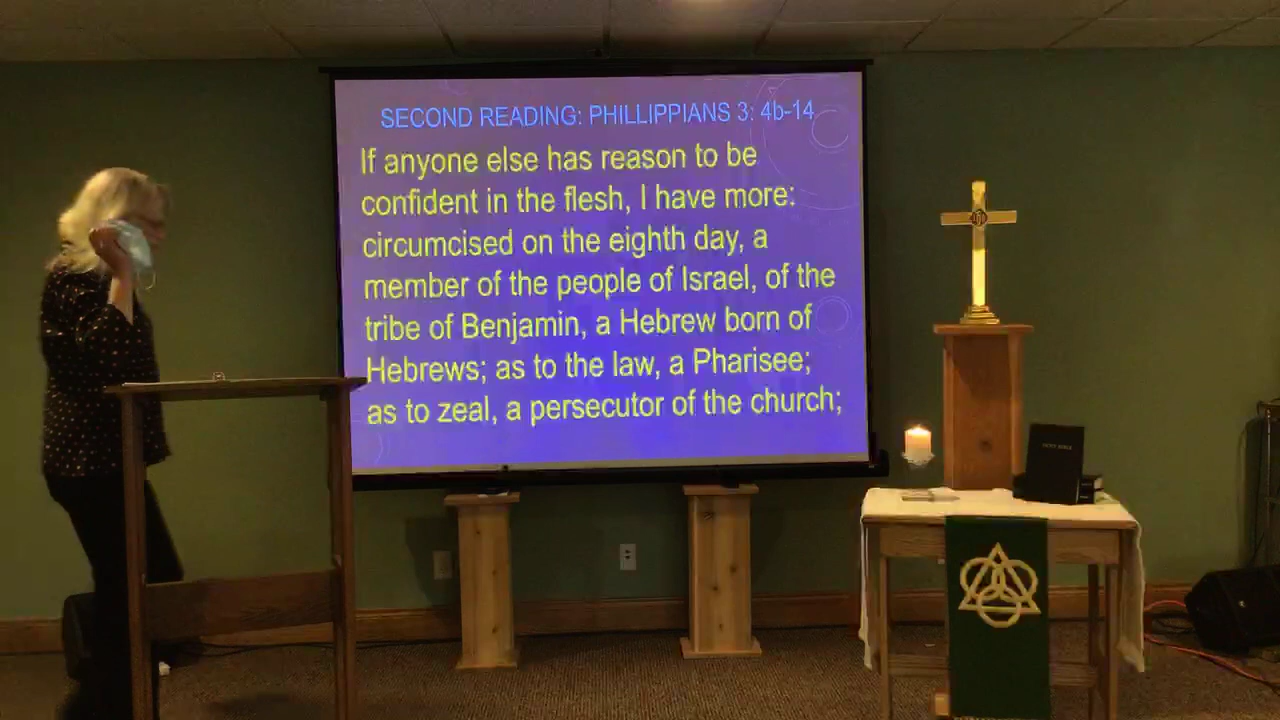 SECOND READING: PHILLIPPIANS 3: 4b-14
If anyone else has reason to be
confident in the flesh, I have more:
circumcised on the eighth day, a
member of the people of Israel, of the
tribe of Benjamin, a Hebrew born of
Hebrews; as to the law, a Pharisee;
as to zeal, a persecutor of the church;
HOLY BIBLE